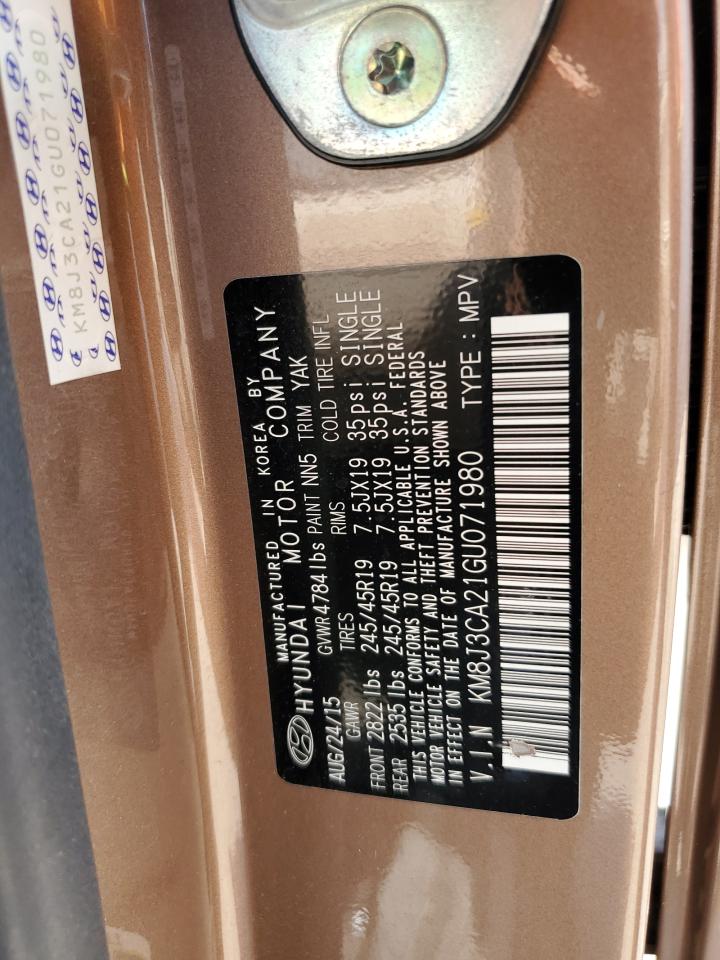 KM8J3CA21GU071980
MANUFACTURED IN KOREA BY
HYUNDAI MOTOR COMPANY
AUG/24/15 GVWR4784lbs PAINT NN5 TRIM YAK
GAWR TIRES RIMS COLD TIRE INFL
FRONT 2822 lbs 245/45R19 7.5JX19 35psi SINGLE
REAR 2535 lbs 245/45R19 7.5JX19 35psi SINGLE
THIS VEHICLE CONFORMS TO ALL APPLICABLE U.S.A. FEDERAL
MOTOR VEHICLE SAFETY AND THEFT PREVENTION STANDARDS
IN EFFECT ON THE DATE OF MANUFACTURE SHOWN ABOVE
V.I.N KM8J3CA21GU071980 TYPE : MPV